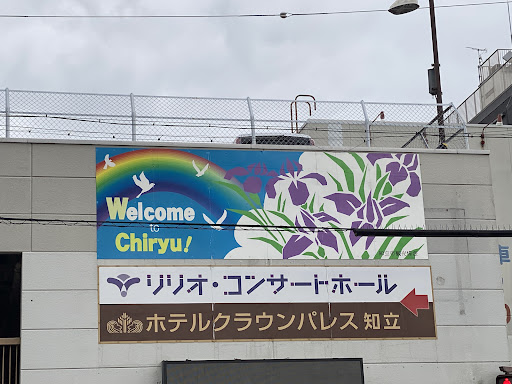 Welcome
to
Chiryu!
リリオ・コンサートホール
ホテルクラウンパレス 知立
車